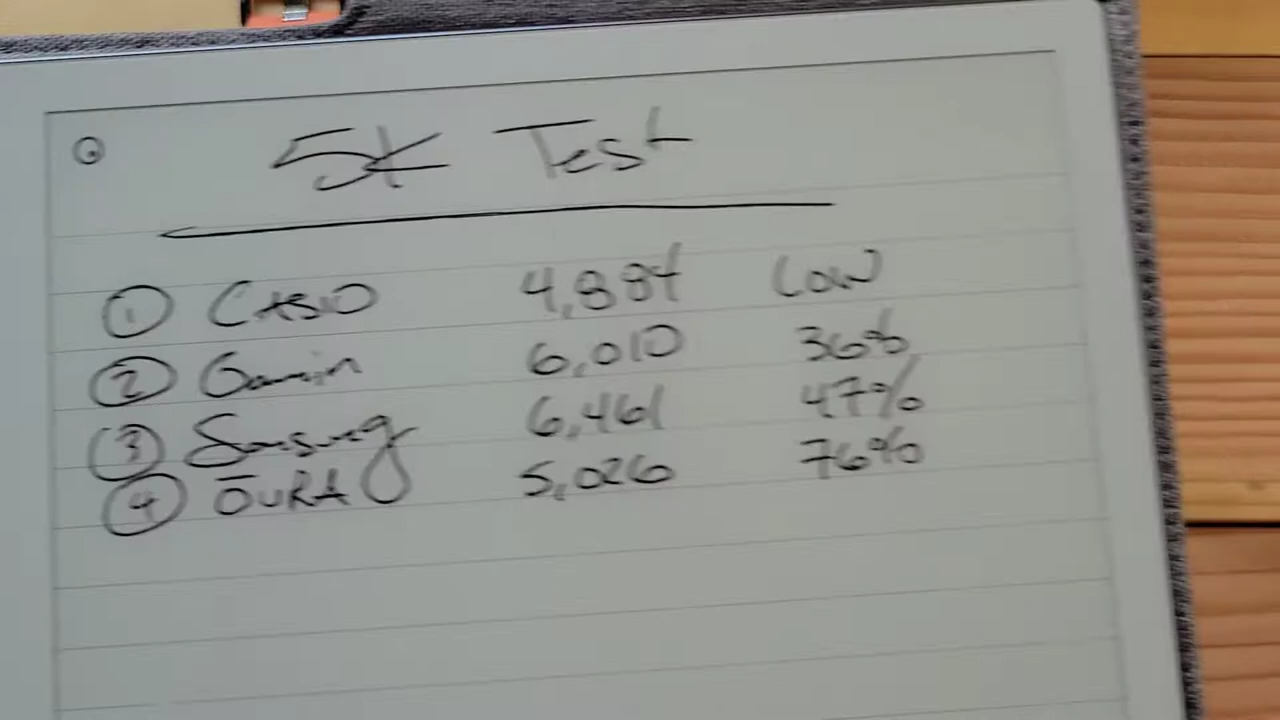 5K Test
① CASIO 4,884 LOW
② Garmin 6,010 36%
③ Samsung 6,461 47%
④ ŌURA 5,026 76%